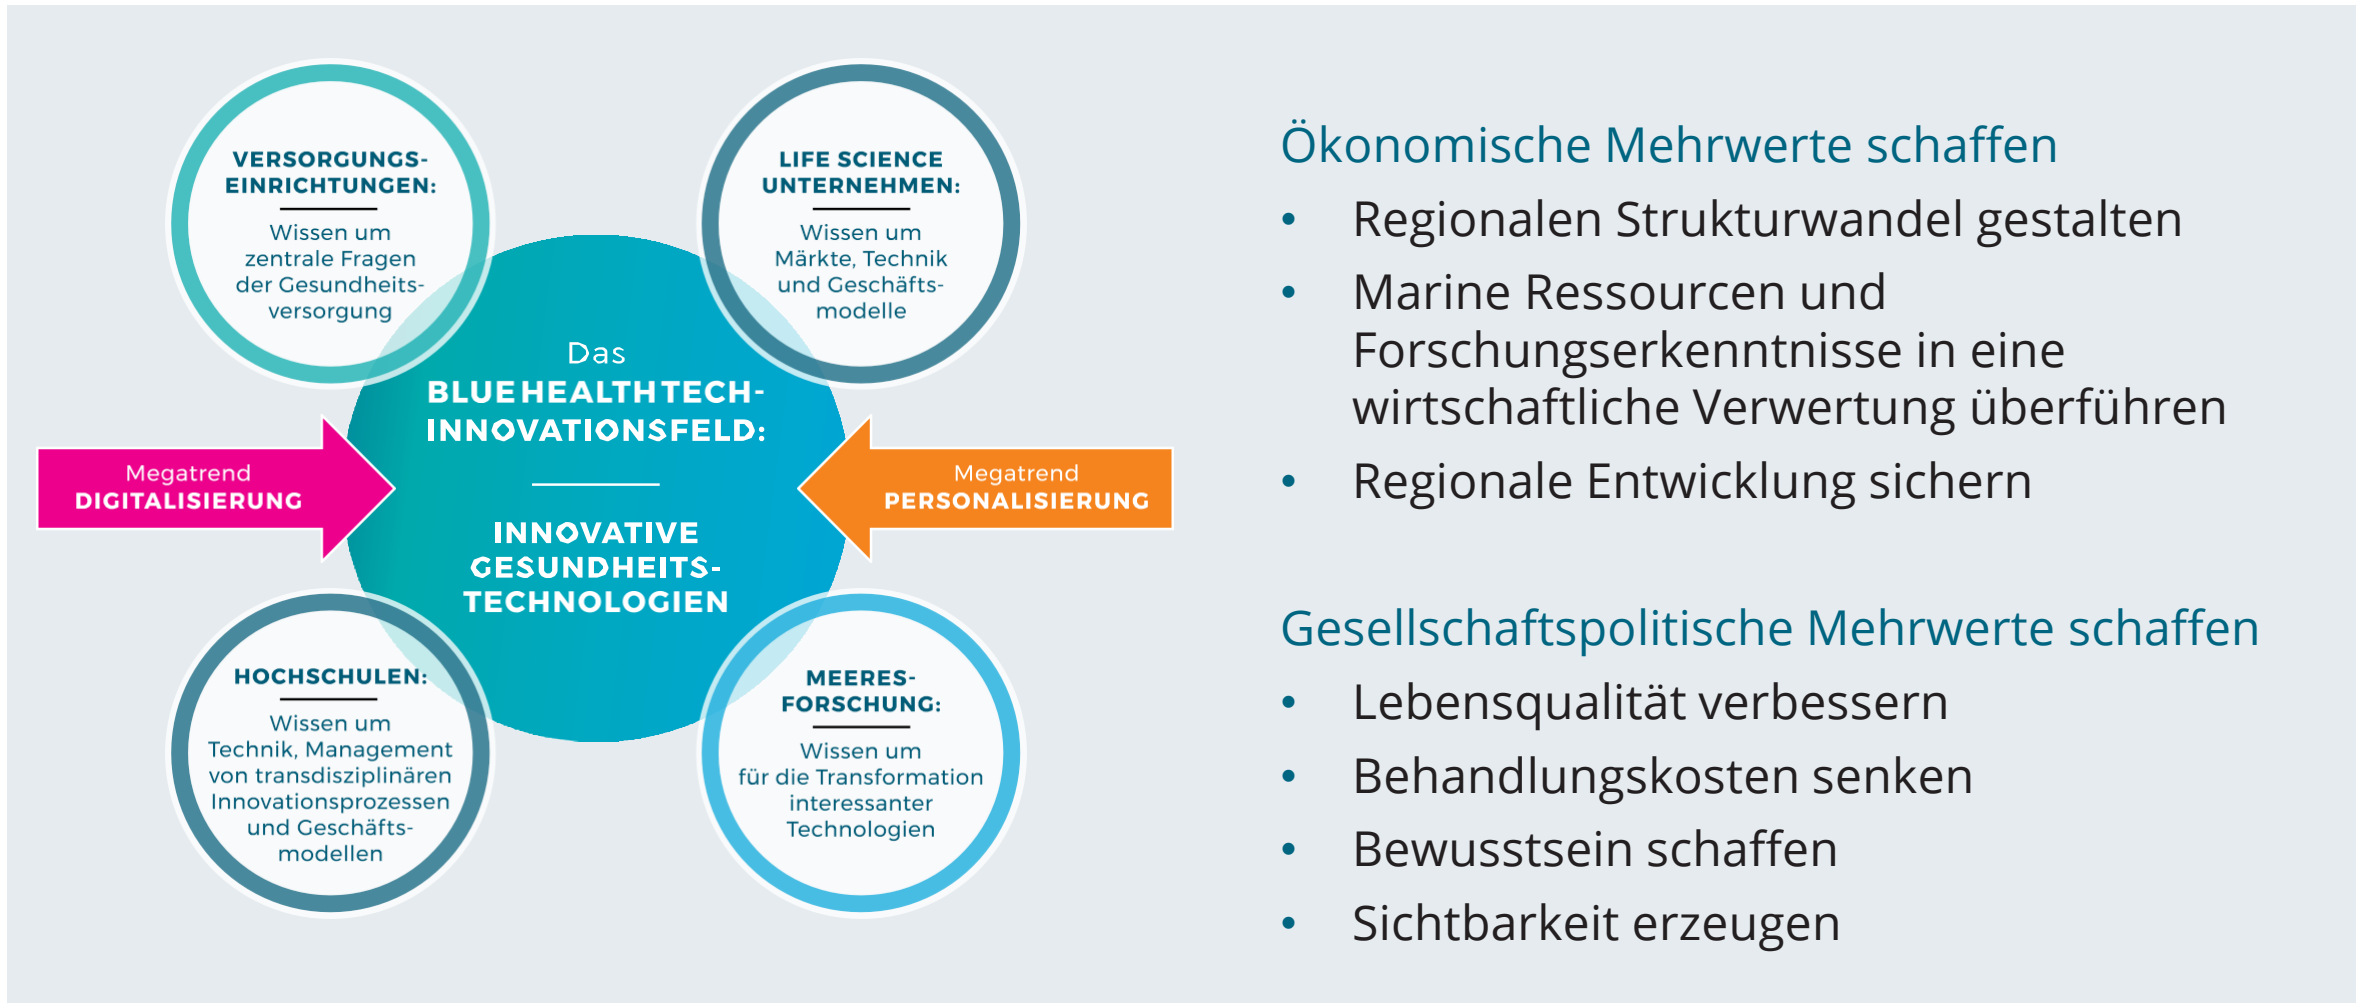 VERSORGUNGS-
EINRICHTUNGEN:
Wissen um
zentrale Fragen
der Gesundheits-
versorgung
LIFE SCIENCE
UNTERNEHMEN:
Wissen um
Märkte, Technik
und Geschäfts-
modelle
Das
BLUEHEALTHTECH-
INNOVATIONSFELD:
INNOVATIVE
GESUNDHEITS-
TECHNOLOGIEN
Megatrend
DIGITALISIERUNG
Megatrend
PERSONALISIERUNG
HOCHSCHULEN:
Wissen um
Technik, Management
von transdisziplinären
Innovationsprozessen
und Geschäfts-
modellen
MEERES-
FORSCHUNG:
Wissen um
für die Transformation
interessanter
Technologien
Ökonomische Mehrwerte schaffen
• Regionalen Strukturwandel gestalten
• Marine Ressourcen und
Forschungserkenntnisse in eine
wirtschaftliche Verwertung überführen
• Regionale Entwicklung sichern
Gesellschaftspolitische Mehrwerte schaffen
• Lebensqualität verbessern
• Behandlungskosten senken
• Bewusstsein schaffen
• Sichtbarkeit erzeugen